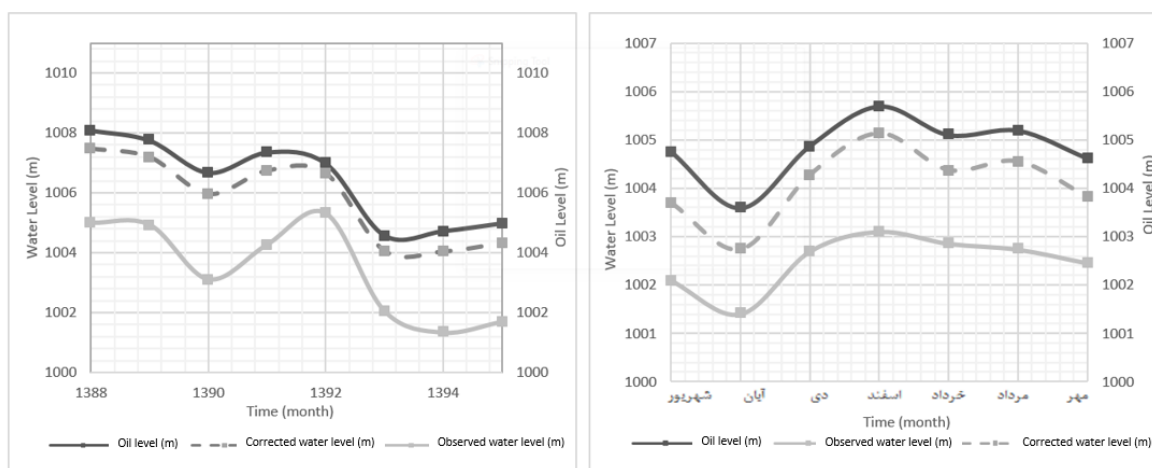 1010
1008
1006
1004
1002
1000
Water Level (m)
1010
1008
1006
1004
1002
1000
Oil Level (m)
1388 1390 1392 1394
Time (month)
Oil level (m) Corrected water level (m) Observed water level (m)
1007
1006
1005
1004
1003
1002
1001
1000
Water Level (m)
1007
1006
1005
1004
1003
1002
1001
1000
Oil Level (m)
شهریور آبان دی اسفند خرداد مرداد مهر
Time (month)
Oil level (m) Observed water level (m) Corrected water level (m)